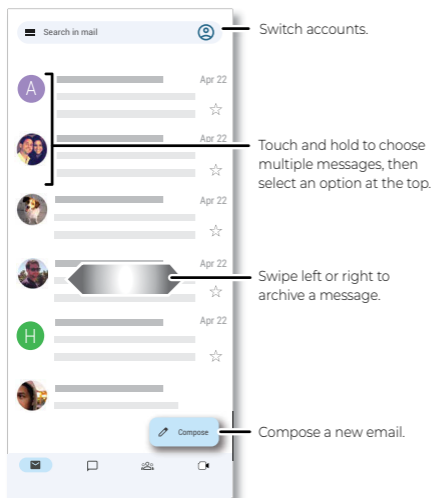 Search in mail
Switch accounts.
A
Apr 22
Apr 22
Touch and hold to choose
multiple messages, then
select an option at the top.
Apr 22
Apr 22
Swipe left or right to
archive a message.
H
Apr 22
Compose
Compose a new email.